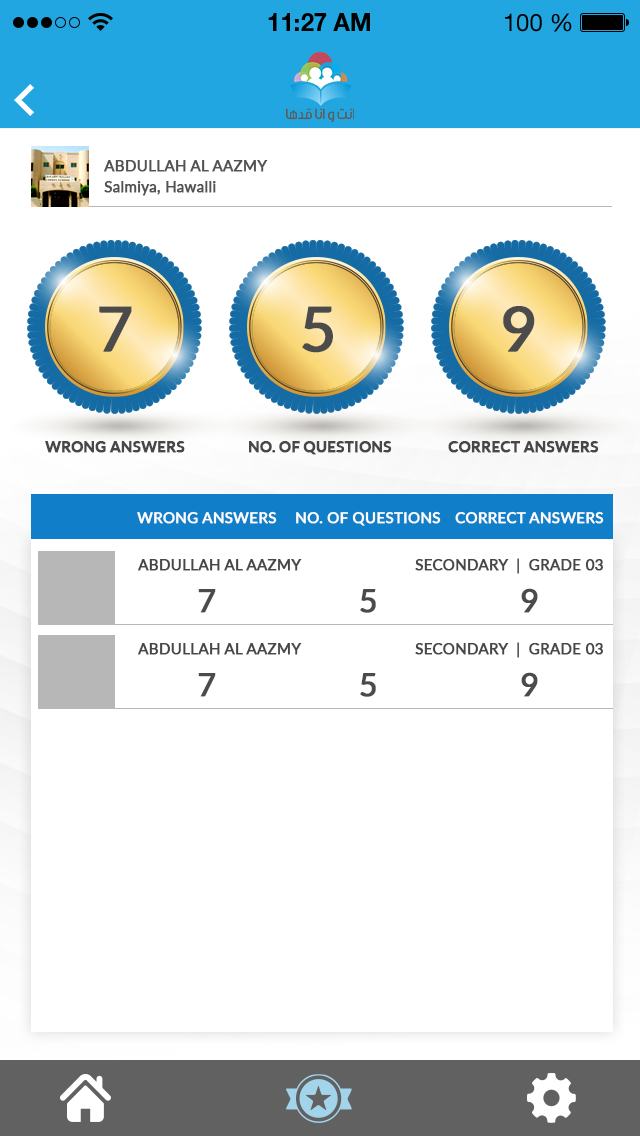 11:27 AM
100 %
انت و انا قدها
ABDULLAH AL AAZMY
Salmiya, Hawalli
7
5
9
WRONG ANSWERS
NO. OF QUESTIONS
CORRECT ANSWERS
WRONG ANSWERS NO. OF QUESTIONS CORRECT ANSWERS
ABDULLAH AL AAZMY SECONDARY | GRADE 03
7 5 9
ABDULLAH AL AAZMY SECONDARY | GRADE 03
7 5 9